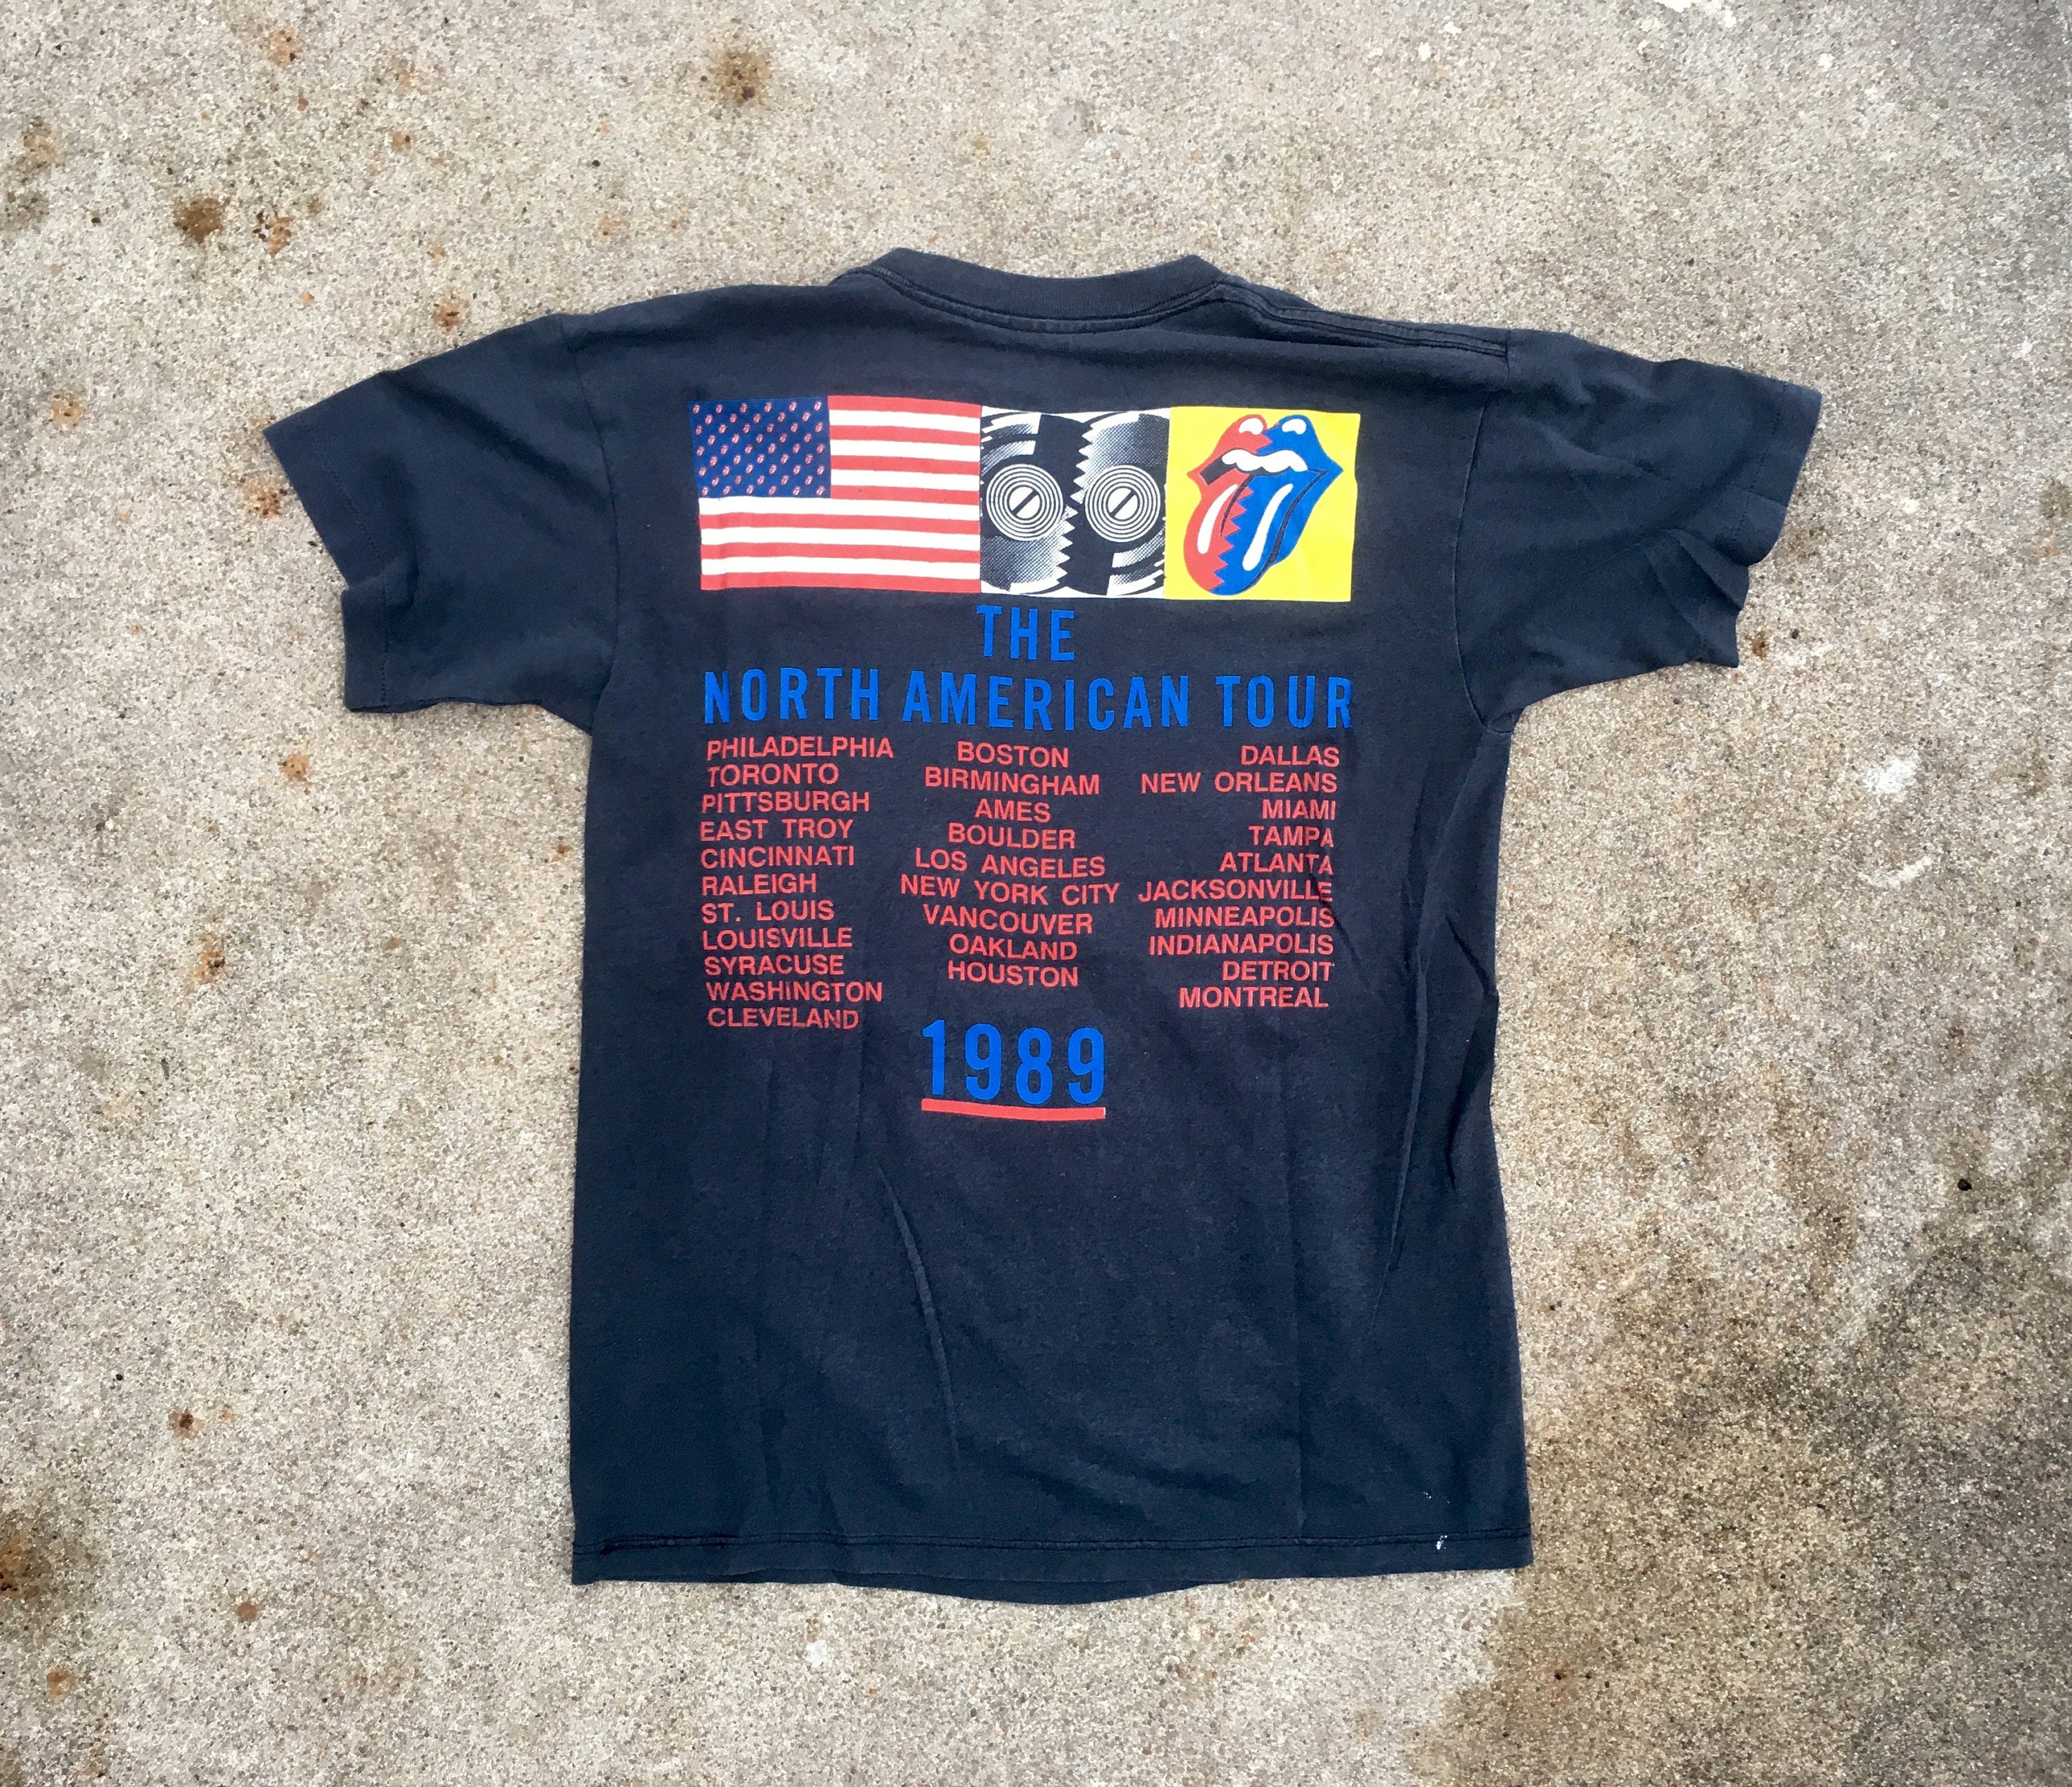 THE
NORTH AMERICAN TOUR
PHILADELPHIA
TORONTO
PITTSBURGH
EAST TROY
CINCINNATI
RALEIGH
ST. LOUIS
LOUISVILLE
SYRACUSE
WASHINGTON
CLEVELAND
BOSTON
BIRMINGHAM
AMES
BOULDER
LOS ANGELES
NEW YORK CITY
VANCOUVER
OAKLAND
HOUSTON
DALLAS
NEW ORLEANS
MIAMI
TAMPA
ATLANTA
JACKSONVILLE
MINNEAPOLIS
INDIANAPOLIS
DETROIT
MONTREAL
1989